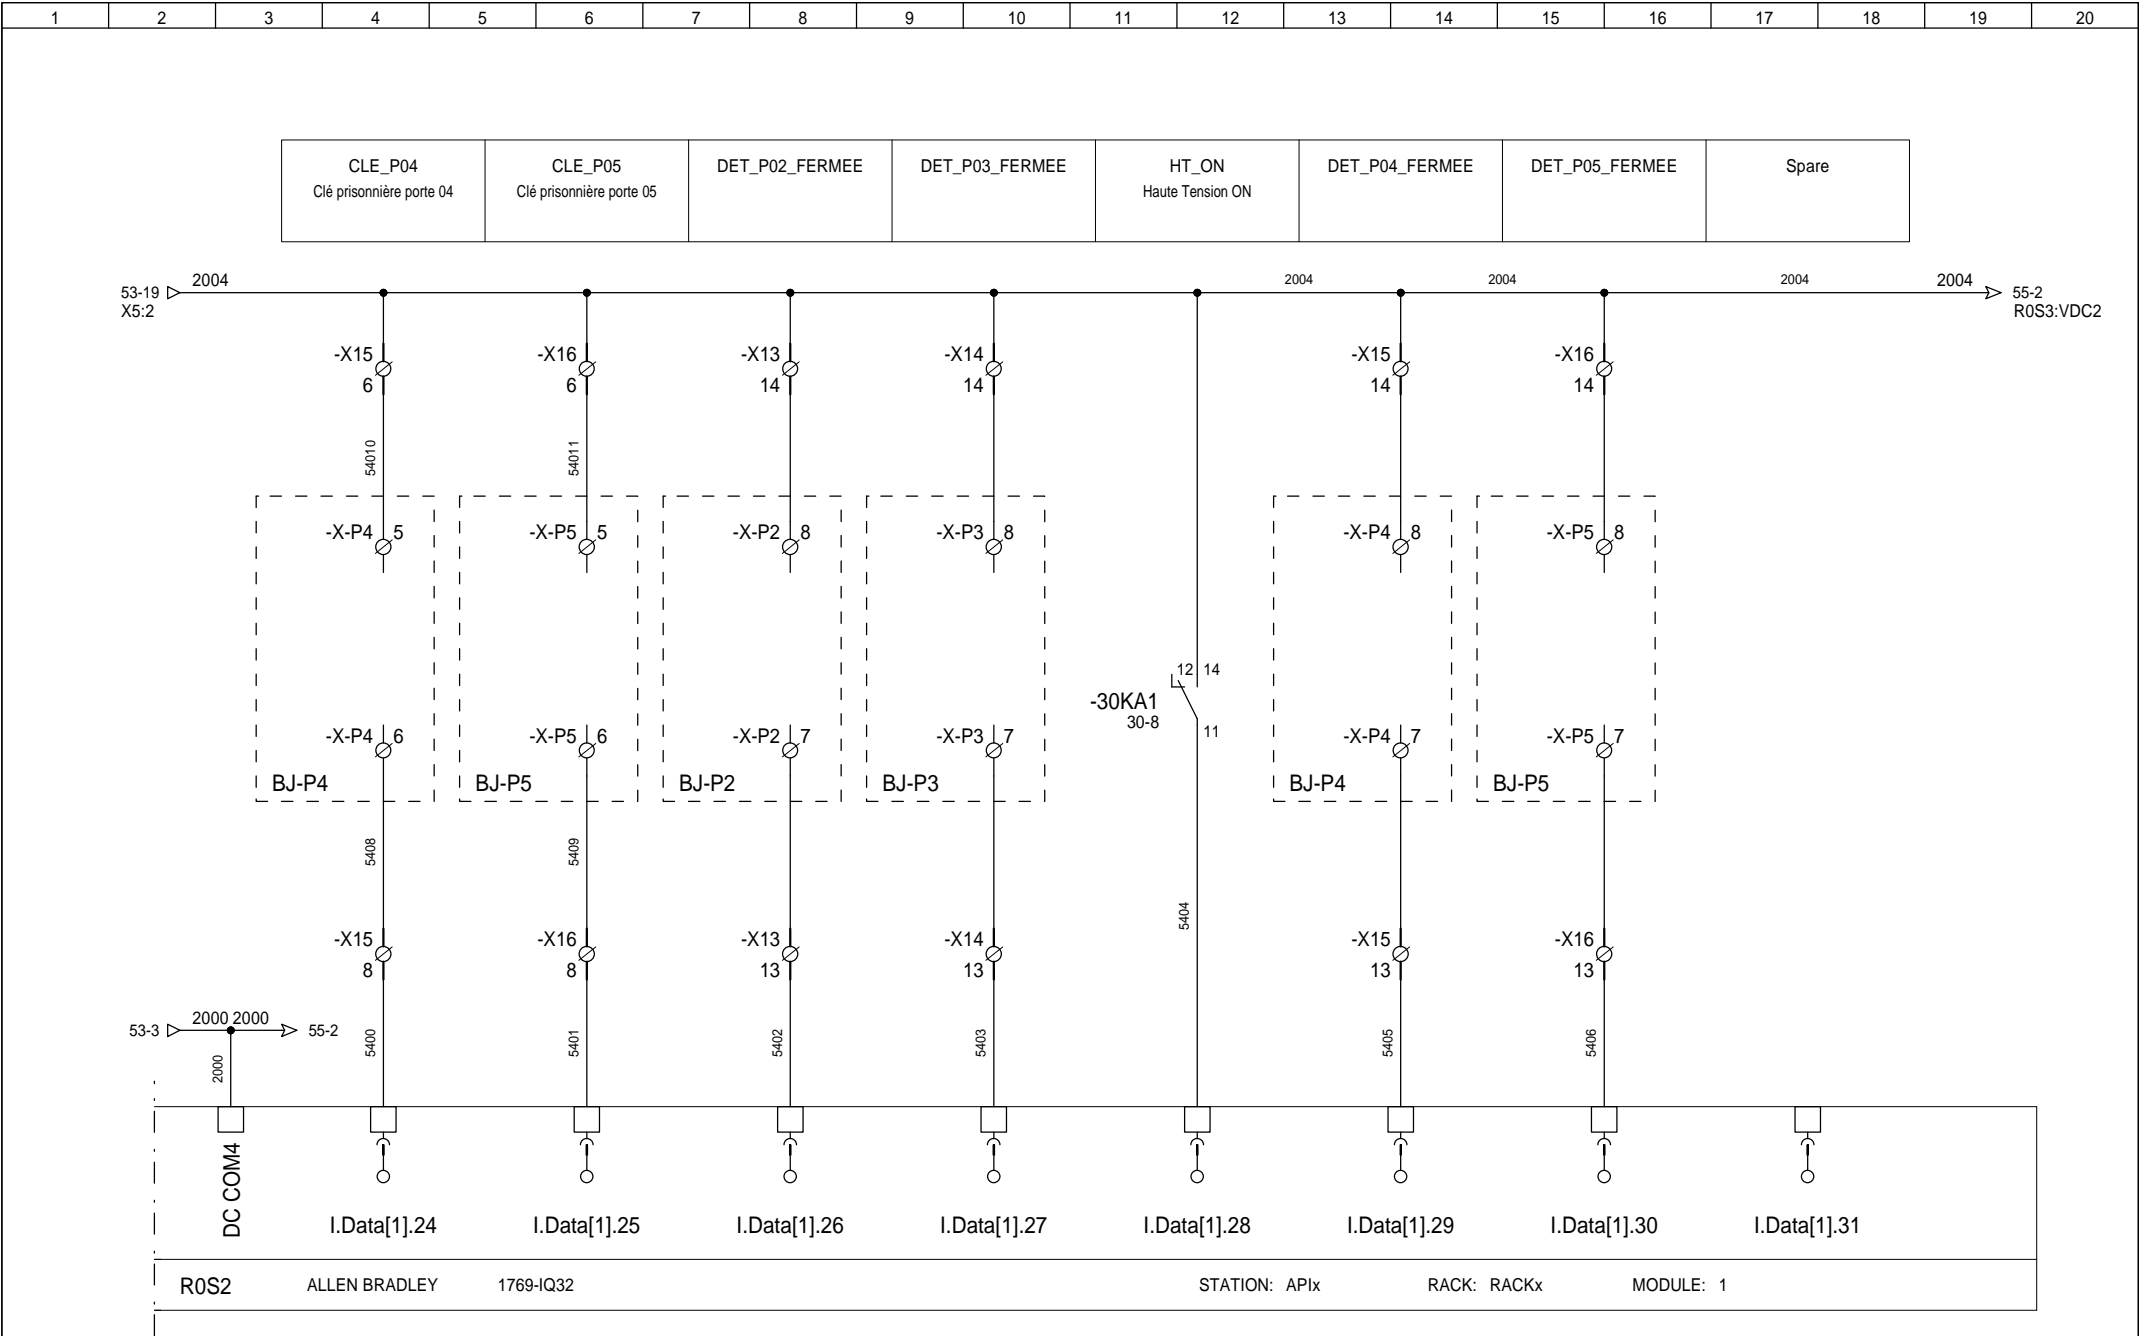 1 2 3 4 5 6 7 8 9 10 11 12 13 14 15 16 17 18 19 20
CLE_P04 CLE_P05 DET_P02_FERMEE DET_P03_FERMEE HT_ON DET_P04_FERMEE DET_P05_FERMEE Spare
Clé prisonnière porte 04 Clé prisonnière porte 05 Haute Tension ON
2004 2004 2004 2004 2004
53-19 55-2
X5:2 R0S3:VDC2
-X15 -X16 -X13 -X14 -X15 -X16
6 6 14 14 14 14
54010 54011
-X-P4 5 -X-P5 5 -X-P2 8 -X-P3 8 -X-P4 8 -X-P5 8
12 14
-30KA1
30-8
11
-X-P4 6 -X-P5 6 -X-P2 7 -X-P3 7 -X-P4 7 -X-P5 7
BJ-P4 BJ-P5 BJ-P2 BJ-P3 BJ-P4 BJ-P5
5408 5409
5404
-X15 -X16 -X13 -X14 -X15 -X16
8 8 13 13 13 13
2000 2000
53-3 55-2
2000 5400 5401 5402 5403 5405 5406
DC COM4
I.Data[1].24 I.Data[1].25 I.Data[1].26 I.Data[1].27 I.Data[1].28 I.Data[1].29 I.Data[1].30 I.Data[1].31
R0S2 ALLEN BRADLEY 1769-IQ32 STATION: APIx RACK: RACKx MODULE: 1